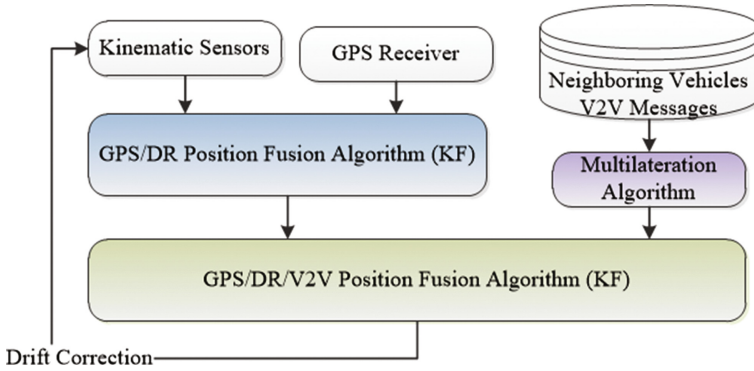 Kinematic Sensors
GPS Receiver
Neighboring Vehicles
V2V Messages
GPS/DR Position Fusion Algorithm (KF)
Multilateration
Algorithm
GPS/DR/V2V Position Fusion Algorithm (KF)
Drift Correction